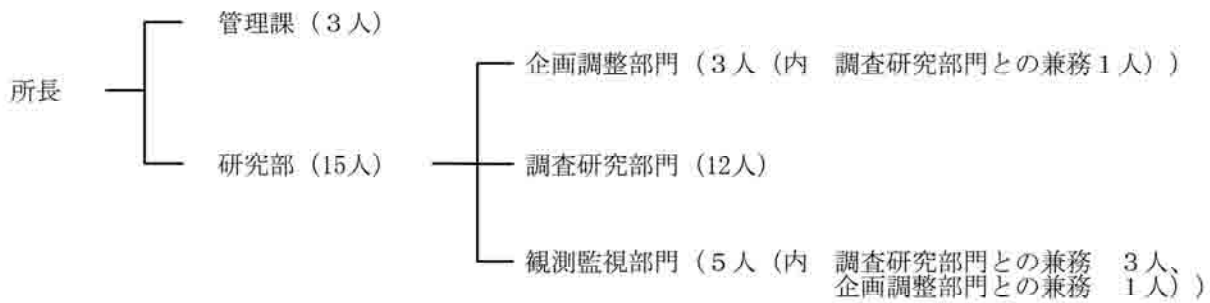 管理課（３人）
企画調整部門（３人（内　調査研究部門との兼務１人））
所長
研究部（15人）
調査研究部門（12人）
観測監視部門（５人（内　調査研究部門との兼務　３人、
企画調整部門との兼務　１人））